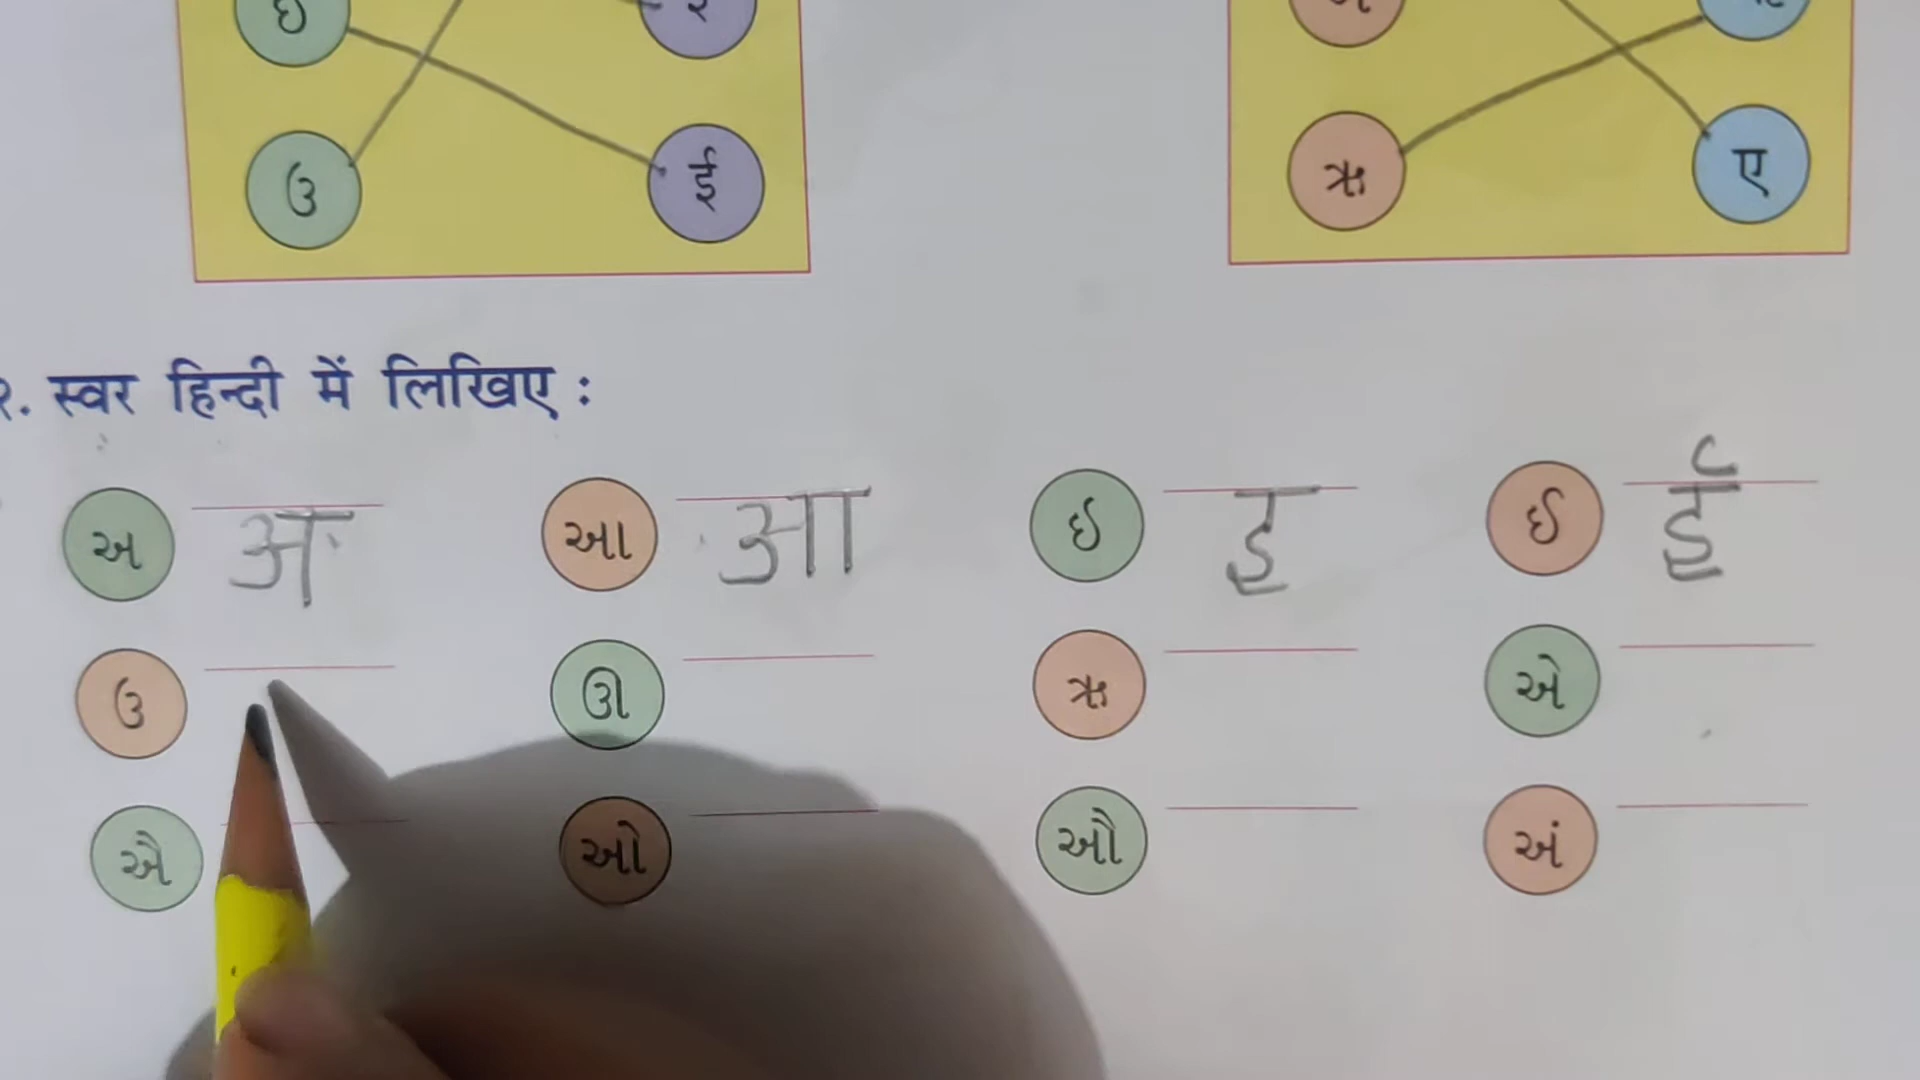 ઉ ई ઋ ए
२. स्वर हिन्दी में लिखिए :
અ अ આ आ ઇ इ ઈ ई
ઉ ઊ ઋ એ
ઐ ઓ ઔ અં